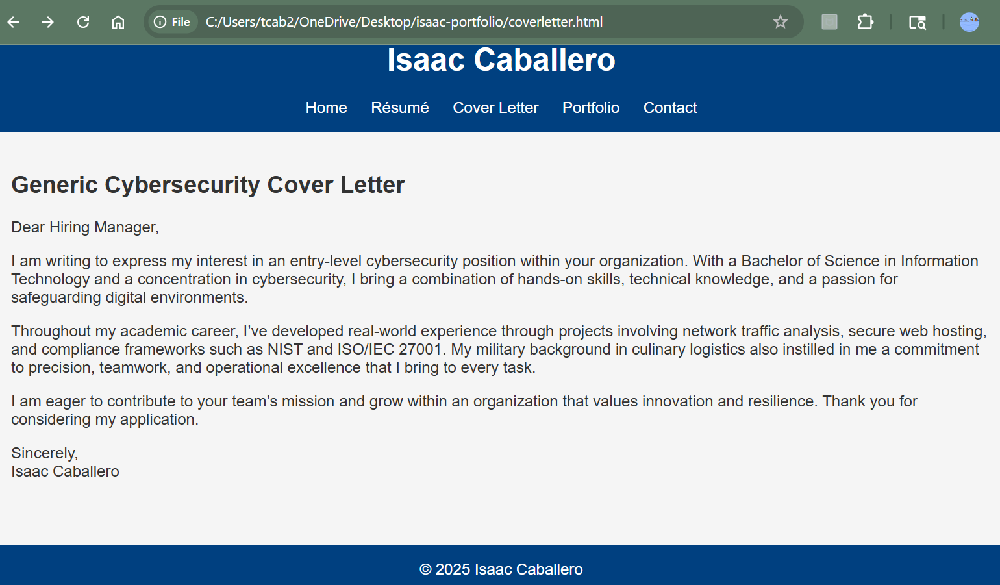 File C:/Users/tcab2/OneDrive/Desktop/isaac-portfolio/coverletter.html
Isaac Caballero
Home Résumé Cover Letter Portfolio Contact
Generic Cybersecurity Cover Letter
Dear Hiring Manager,
I am writing to express my interest in an entry-level cybersecurity position within your organization. With a Bachelor of Science in Information
Technology and a concentration in cybersecurity, I bring a combination of hands-on skills, technical knowledge, and a passion for
safeguarding digital environments.
Throughout my academic career, I’ve developed real-world experience through projects involving network traffic analysis, secure web hosting,
and compliance frameworks such as NIST and ISO/IEC 27001. My military background in culinary logistics also instilled in me a commitment
to precision, teamwork, and operational excellence that I bring to every task.
I am eager to contribute to your team’s mission and grow within an organization that values innovation and resilience. Thank you for
considering my application.
Sincerely,
Isaac Caballero
© 2025 Isaac Caballero